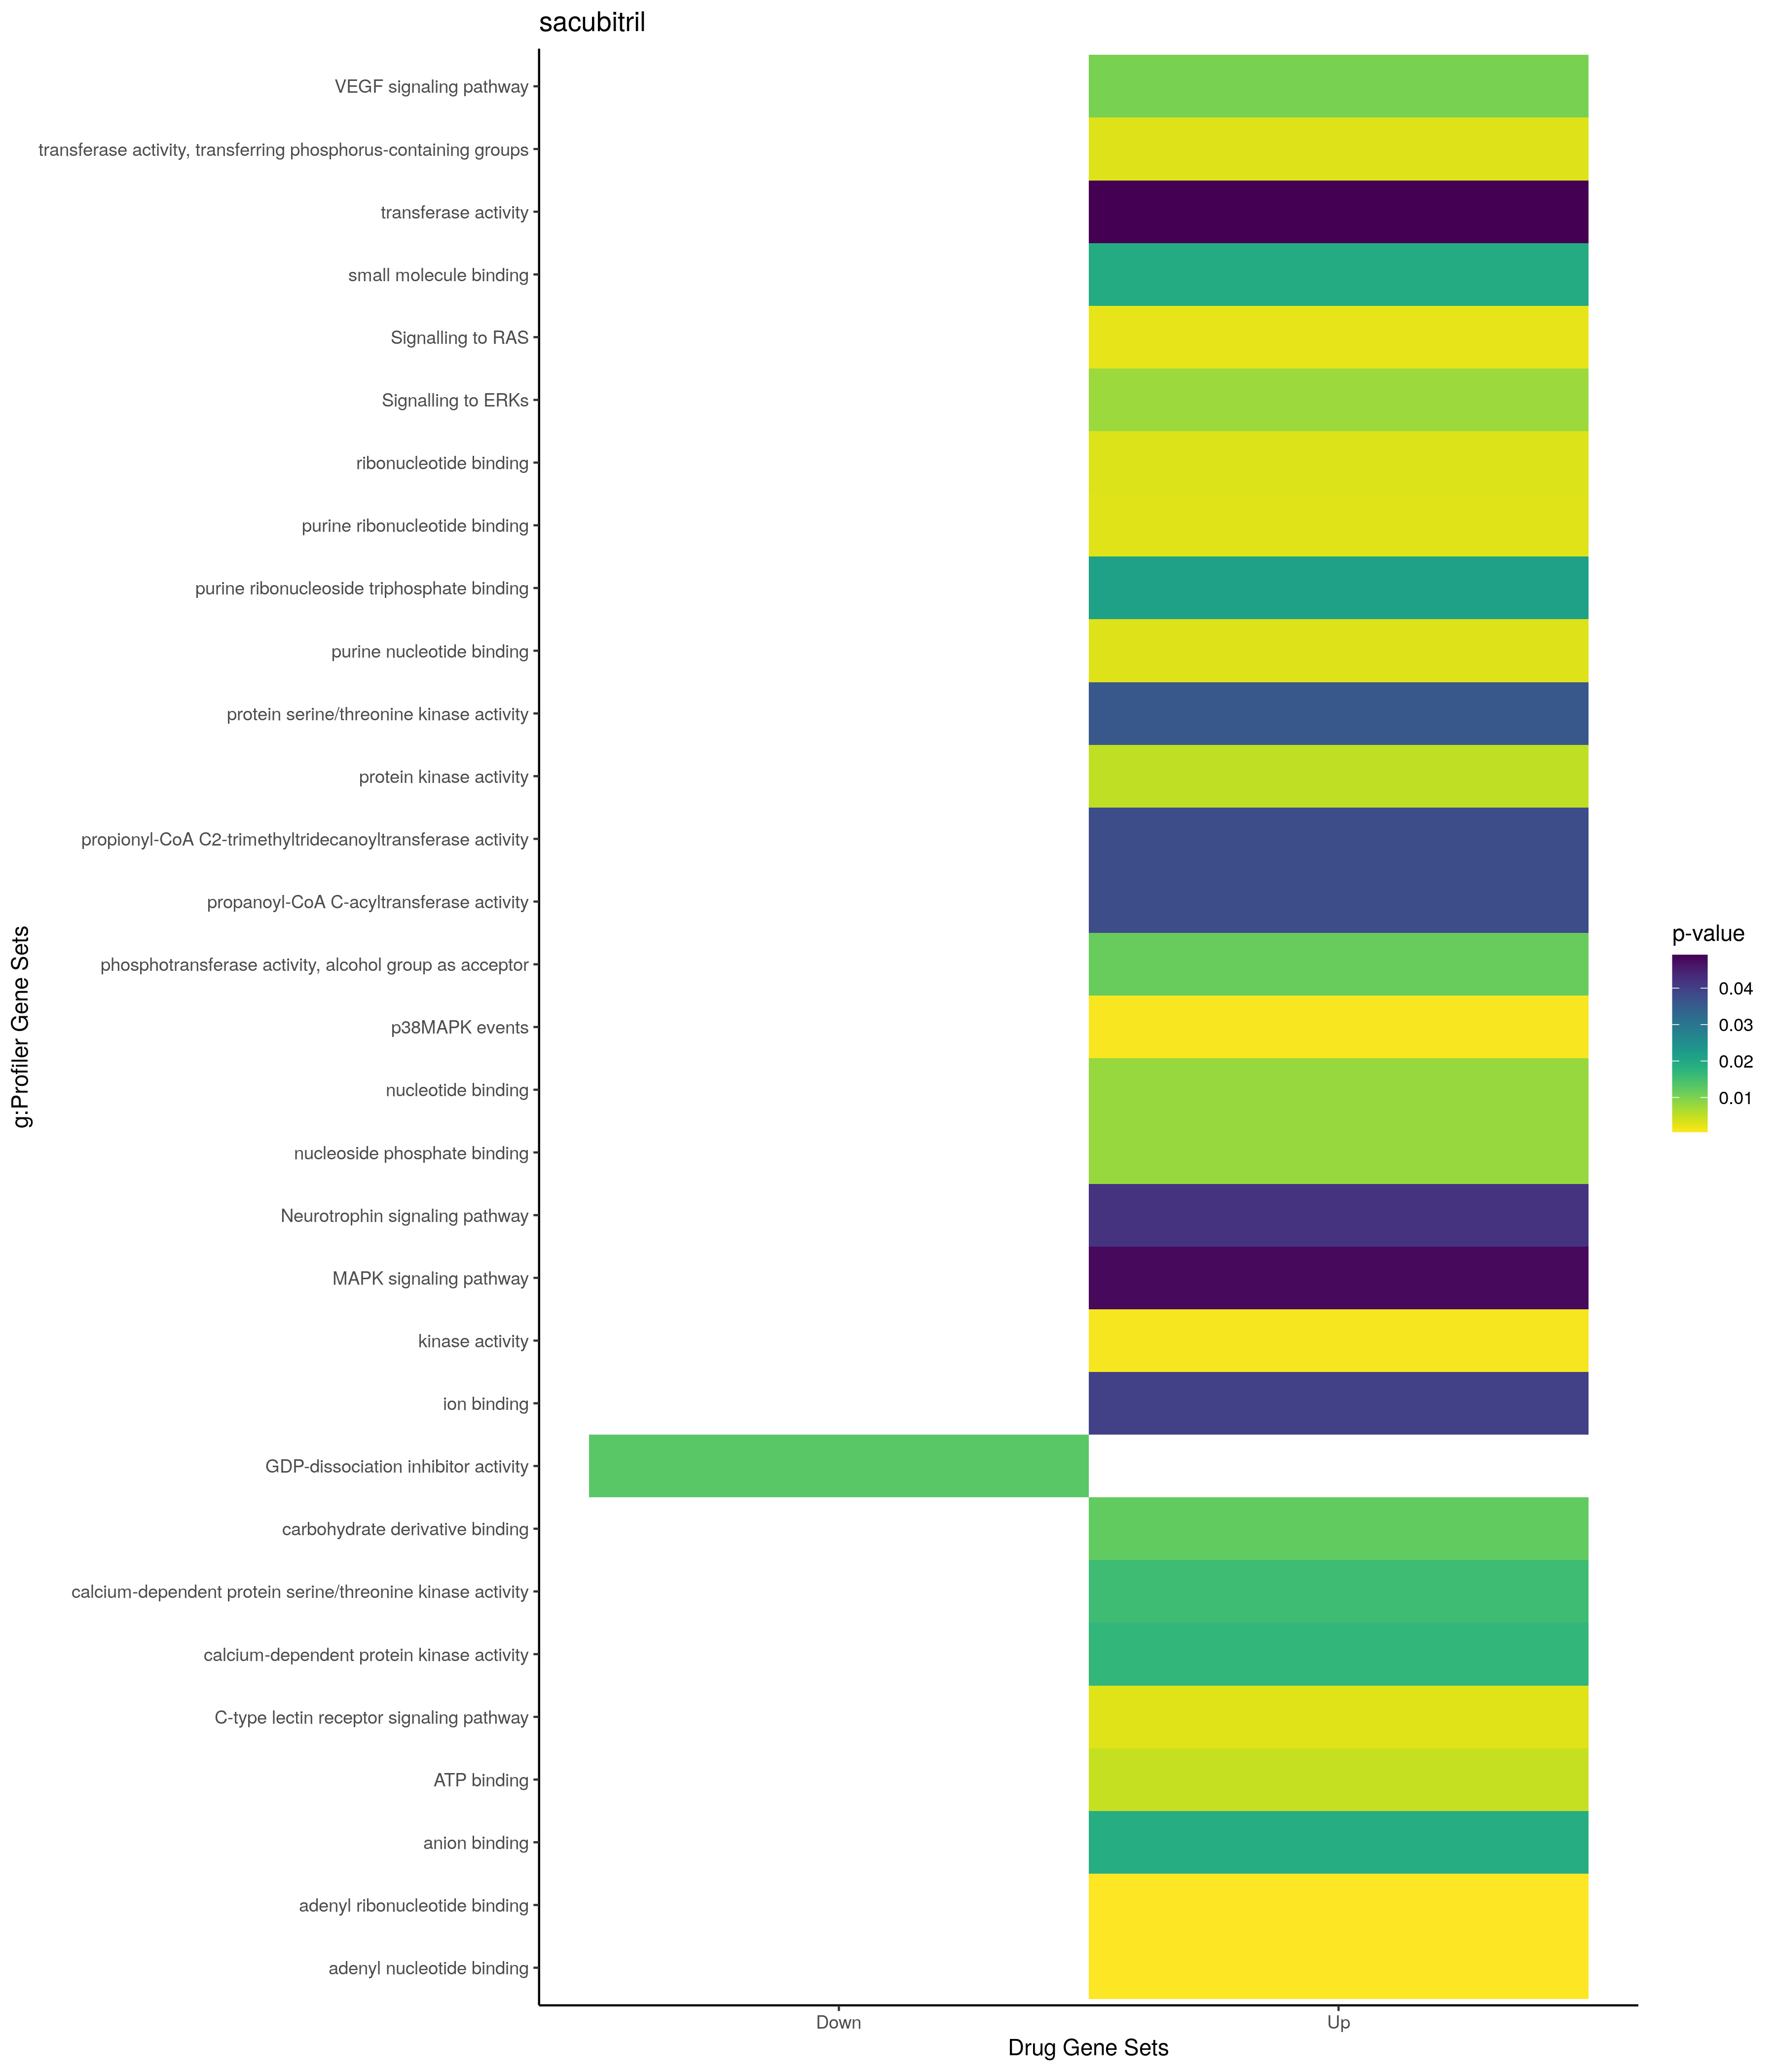 sacubitril
VEGF signaling pathway
transferase activity, transferring phosphorus-containing groups
transferase activity
small molecule binding
Signalling to RAS
Signalling to ERKs
ribonucleotide binding
purine ribonucleotide binding
purine ribonucleoside triphosphate binding
purine nucleotide binding
protein serine/threonine kinase activity
protein kinase activity
propionyl-CoA C2-trimethyltridecanoyltransferase activity
propanoyl-CoA C-acyltransferase activity
phosphotransferase activity, alcohol group as acceptor
p38MAPK events
nucleotide binding
nucleoside phosphate binding
Neurotrophin signaling pathway
MAPK signaling pathway
kinase activity
ion binding
GDP-dissociation inhibitor activity
carbohydrate derivative binding
calcium-dependent protein serine/threonine kinase activity
calcium-dependent protein kinase activity
C-type lectin receptor signaling pathway
ATP binding
anion binding
adenyl ribonucleotide binding
adenyl nucleotide binding
g:Profiler Gene Sets
Down
Up
Drug Gene Sets
p-value
0.04
0.03
0.02
0.01